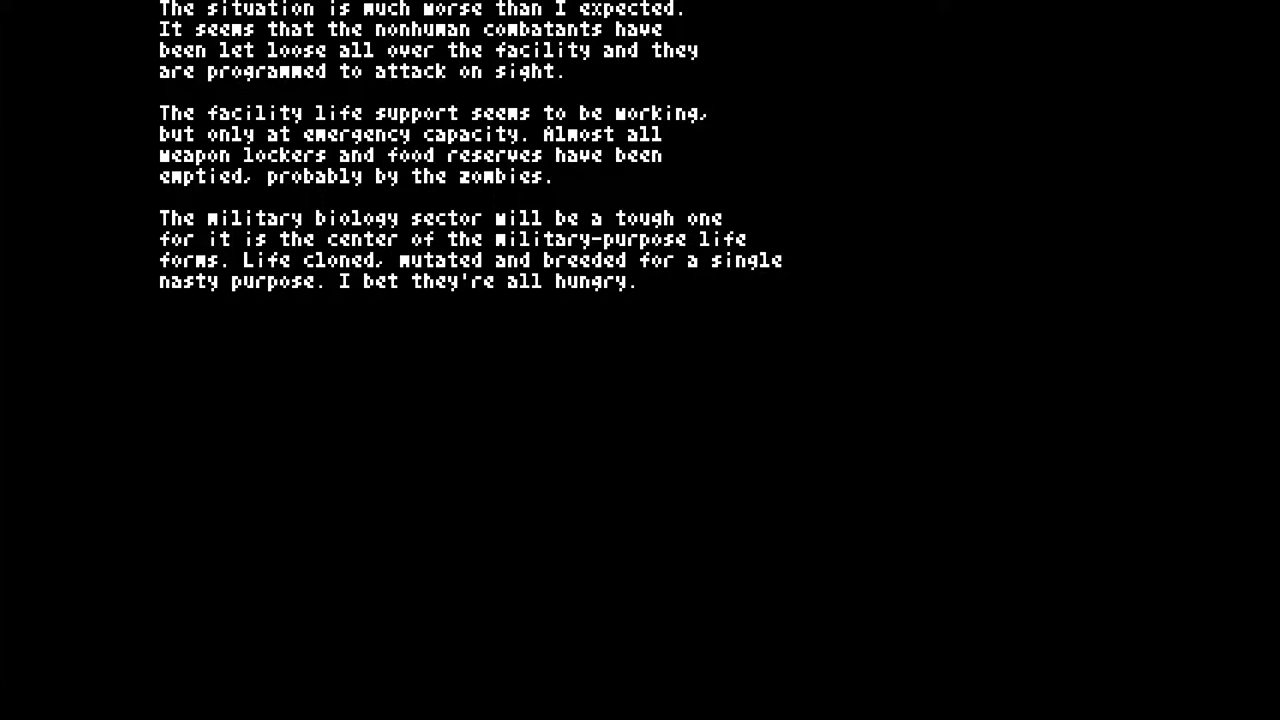 The situation is much worse than I expected.
It seems that the nonhuman combatants have
been let loose all over the facility and they
are programmed to attack on sight.
The facility life support seems to be working,
but only at emergency capacity. Almost all
weapon lockers and food reserves have been
emptied, probably by the zombies.
The military biology sector will be a tough one
for it is the center of the military-purpose life
forms. Life cloned, mutated and breeded for a single
nasty purpose. I bet they're all hungry.